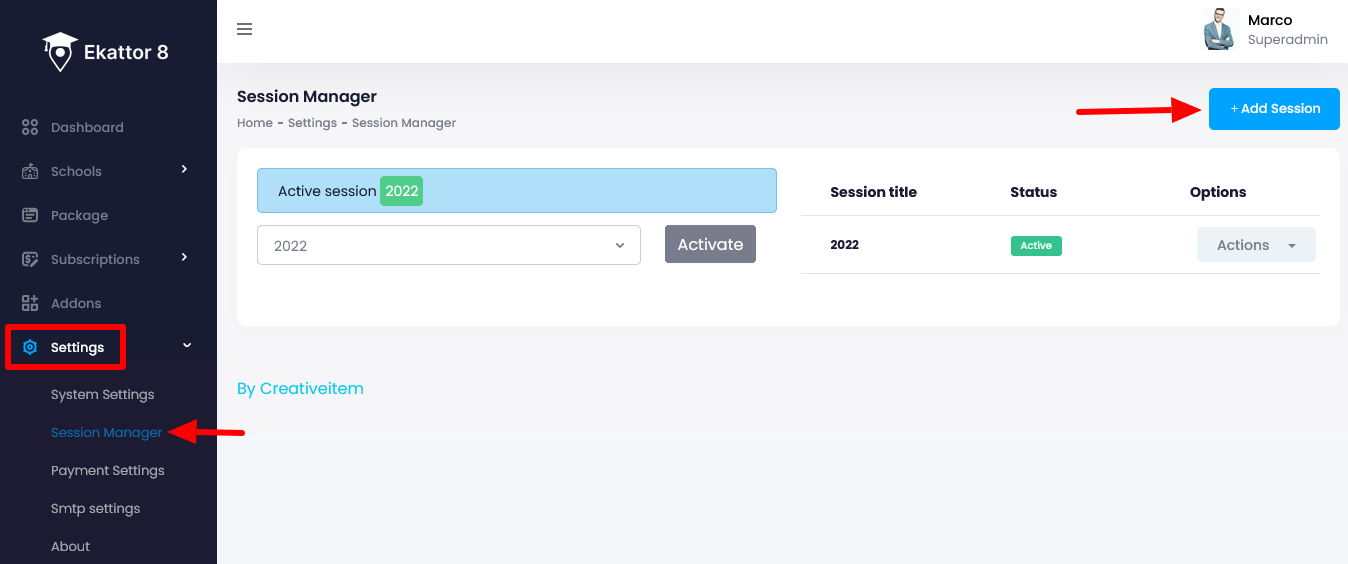 Ekattor 8
Dashboard
Schools
Package
Subscriptions
Addons
Settings
System Settings
Session Manager
Payment Settings
Smtp settings
About
Marco
Superadmin
Session Manager
Home - Settings - Session Manager
+ Add Session
Active session 2022
2022
Activate
Session title Status Options
2022 Active Actions
By Creativeitem